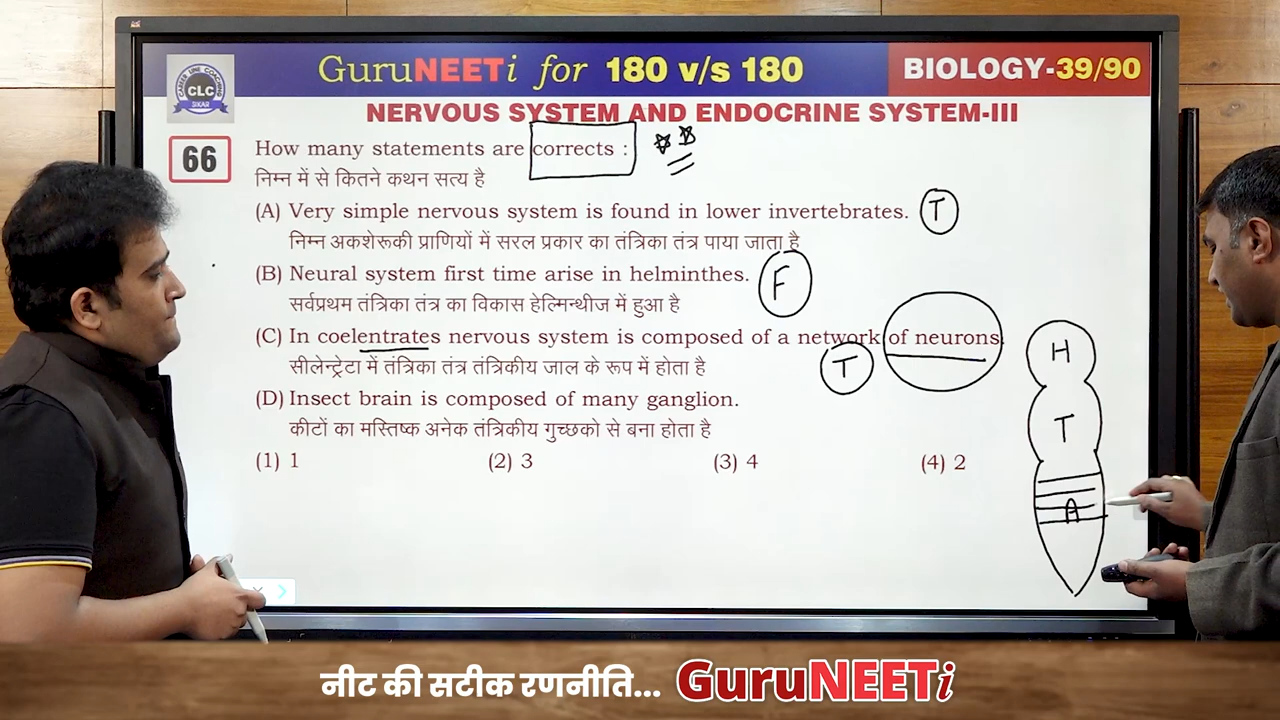 GuruNEETi for 180 v/s 180
BIOLOGY-39/90
CLC
SIKAR
NERVOUS SYSTEM AND ENDOCRINE SYSTEM-III
66
How many statements are corrects :
निम्न में से कितने कथन सत्य है
(A) Very simple nervous system is found in lower invertebrates. T
निम्न अकशेरूकी प्राणियों में सरल प्रकार का तंत्रिका तंत्र पाया जाता है
(B) Neural system first time arise in helminthes. F
सर्वप्रथम तंत्रिका तंत्र का विकास हेल्मिन्थीज में हुआ है
(C) In coelentrates nervous system is composed of a network of neurons.
सीलेन्ट्रेटा में तंत्रिका तंत्र तंत्रिकीय जाल के रूप में होता है T
(D) Insect brain is composed of many ganglion.
कीटों का मस्तिष्क अनेक तंत्रिकीय गुच्छको से बना होता है
(1) 1 (2) 3 (3) 4 (4) 2
H
T
A
नीट की सटीक रणनीति... GuruNEETi